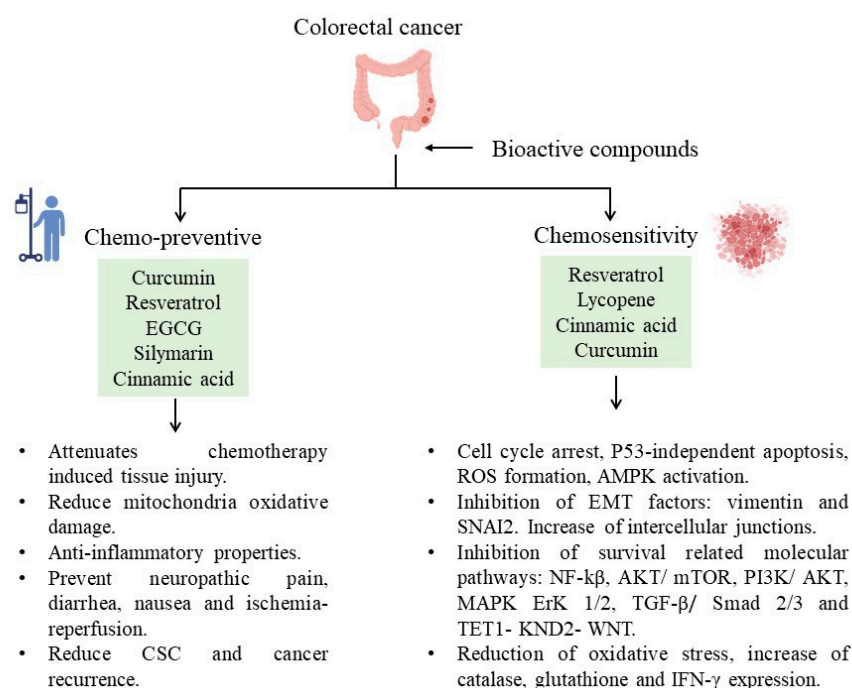 Colorectal cancer
Bioactive compounds
Chemo-preventive
Curcumin
Resveratrol
EGCG
Silymarin
Cinnamic acid
• Attenuates chemotherapy
induced tissue injury.
• Reduce mitochondria oxidative
damage.
• Anti-inflammatory properties.
• Prevent neuropathic pain,
diarrhea, nausea and ischemia-
reperfusion.
• Reduce CSC and cancer
recurrence.
Chemosensitivity
Resveratrol
Lycopene
Cinnamic acid
Curcumin
• Cell cycle arrest, P53-independent apoptosis,
ROS formation, AMPK activation.
• Inhibition of EMT factors: vimentin and
SNAI2. Increase of intercellular junctions.
• Inhibition of survival related molecular
pathways: NF-kβ, AKT/ mTOR, PI3K/ AKT,
MAPK ErK 1/2, TGF-β/ Smad 2/3 and
TET1- KND2- WNT.
• Reduction of oxidative stress, increase of
catalase, glutathione and IFN-γ expression.